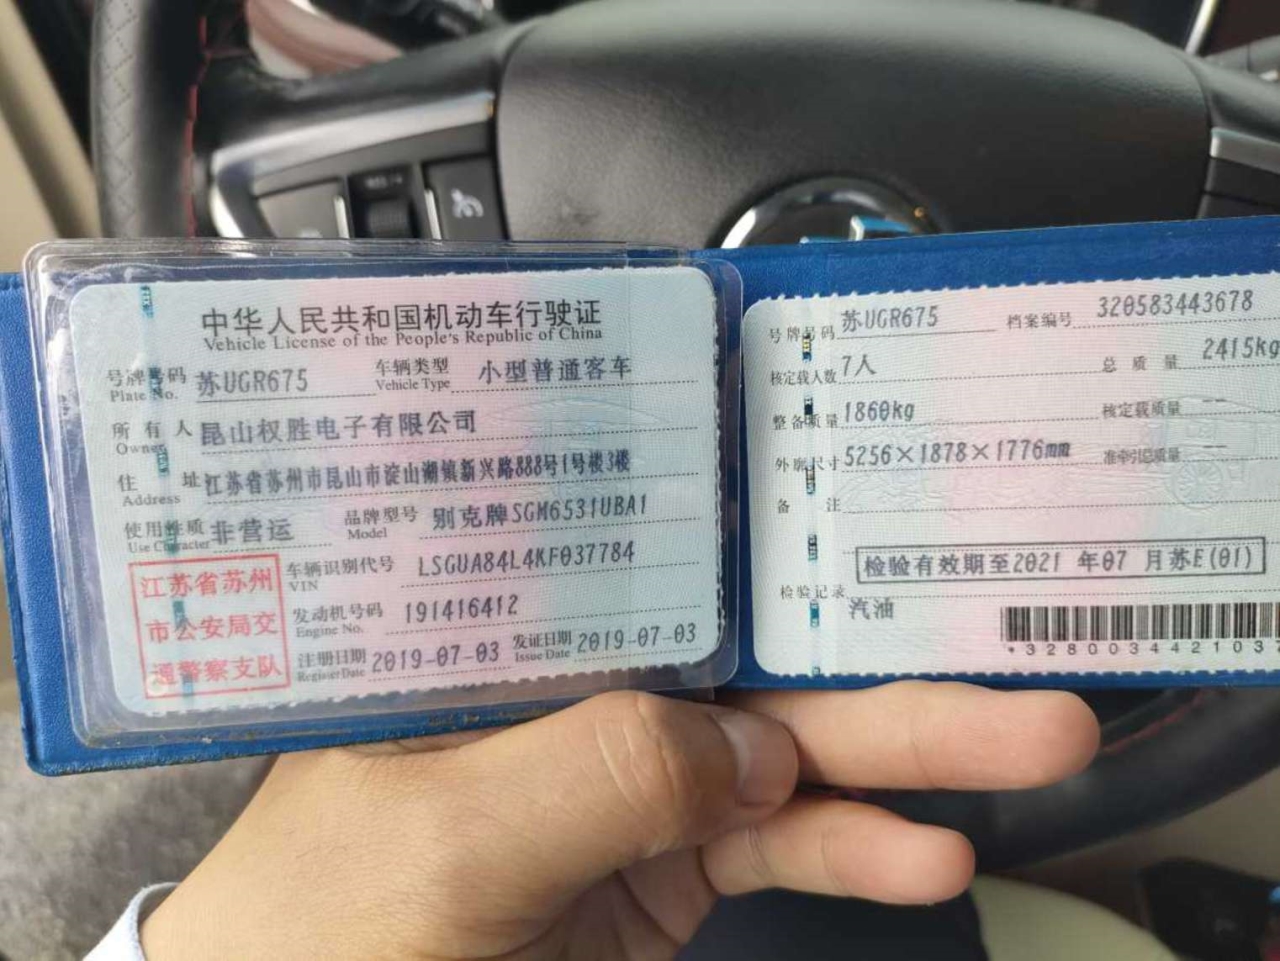 中华人民共和国机动车行驶证
Vehicle License of the People's Republic of China
号牌号码 苏UGR675 车辆类型 小型普通客车
Plate No. Vehicle Type
所有人 昆山权胜电子有限公司
Owner
住址 江苏省苏州市昆山市淀山湖镇新兴路888号1号楼3楼
Address
使用性质 非营运 品牌型号 别克牌SGM6531UBA1
Use Character Model
江苏省苏州
市公安局交
通警察支队
车辆识别代号 LSGUA84L4KF037784
VIN
发动机号码 191416412
Engine No.
注册日期 2019-07-03 发证日期 2019-07-03
Register Date Issue Date
号牌号码 苏UGR675 档案编号 320583443678
核定载人数 7人 总质量 2415kg
整备质量 1860kg 核定载质量 --
外廓尺寸 5256×1878×1776mm 准牵引总质量 --
备注
检验有效期至2021 年07 月苏E(01)
检验记录
汽油
*328003442103